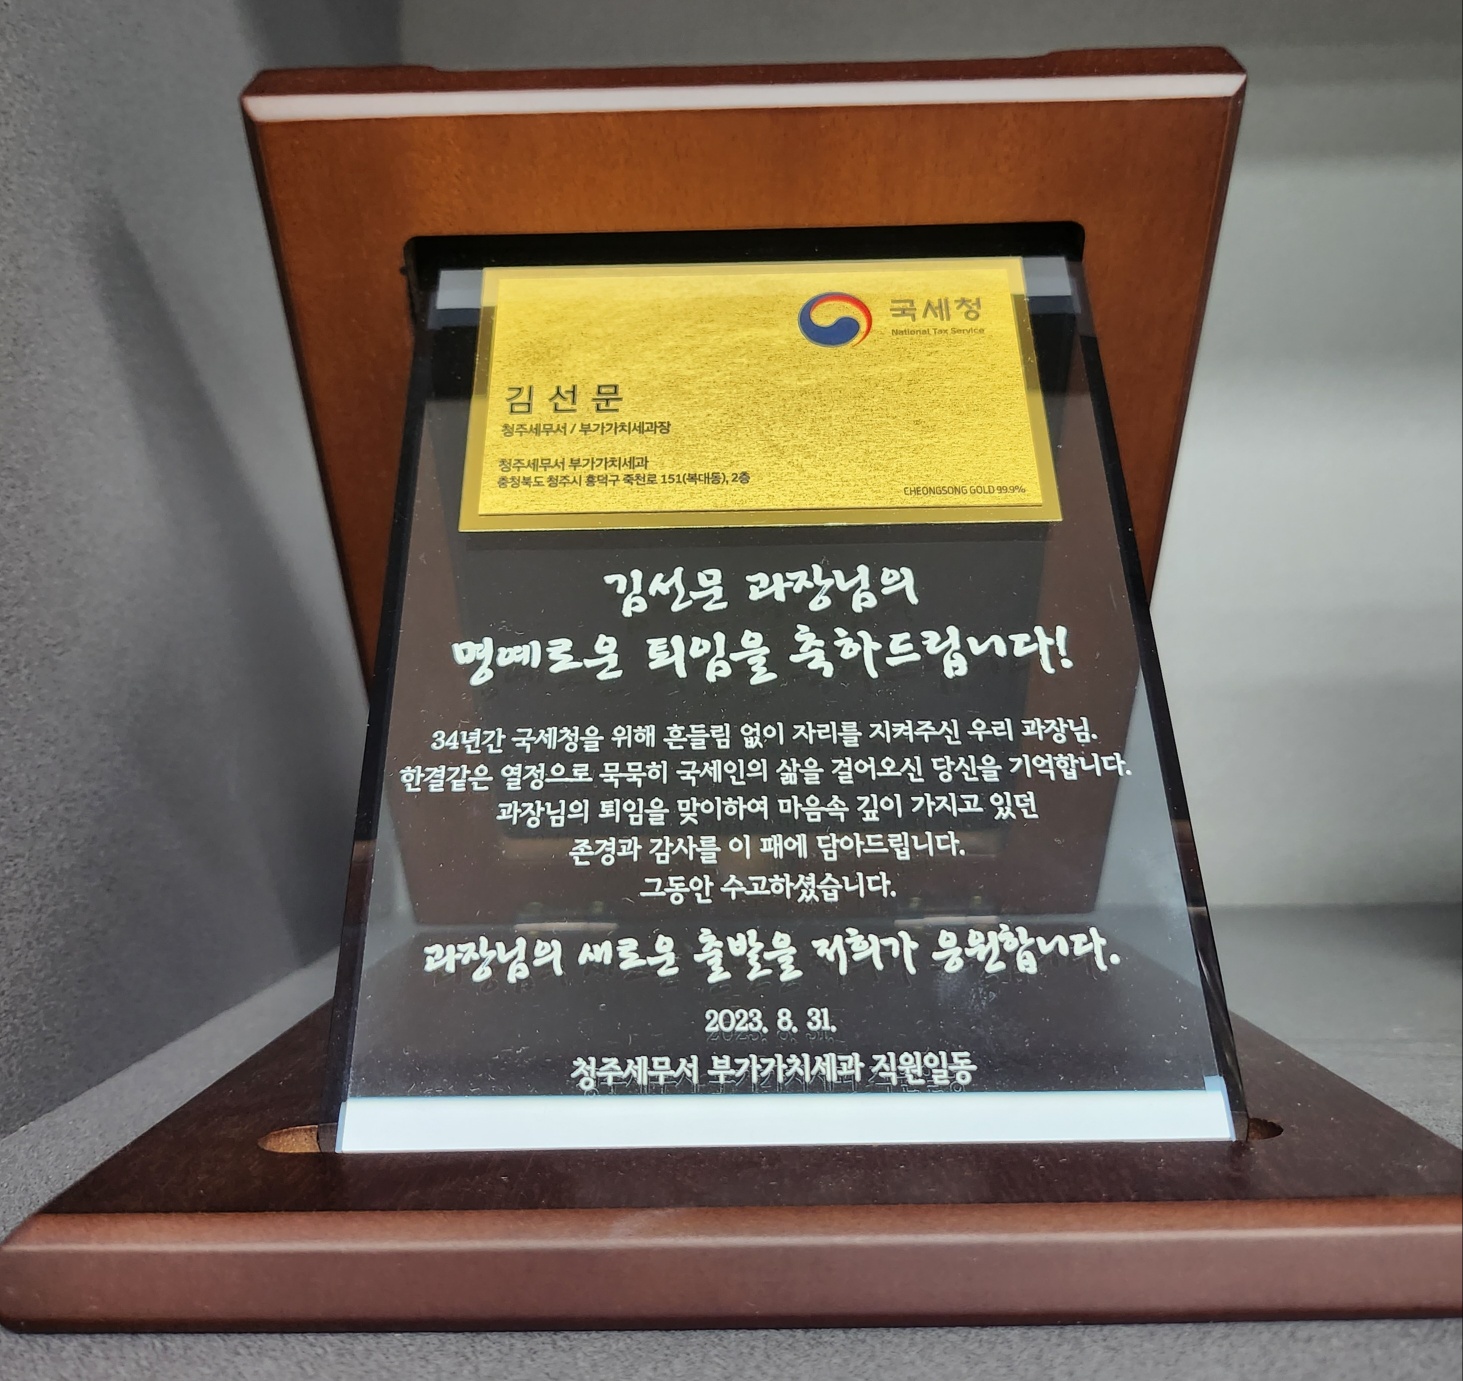 국세청
National Tax Service
김선문
청주세무서 / 부가가치세과장
청주세무서 부가가치세과
충청북도 청주시 흥덕구 죽천로 151(복대동), 2층
CHEONGSONG GOLD 99.9%
김선문 과장님의
명예로운 퇴임을 축하드립니다!
34년간 국세청을 위해 흔들림 없이 자리를 지켜주신 우리 과장님.
한결같은 열정으로 묵묵히 국세인의 삶을 걸어오신 당신을 기억합니다.
과장님의 퇴임을 맞이하여 마음속 깊이 가지고 있던
존경과 감사를 이 패에 담아드립니다.
그동안 수고하셨습니다.
과장님의 새로운 출발을 저희가 응원합니다.
2023. 8. 31.
청주세무서 부가가치세과 직원일동